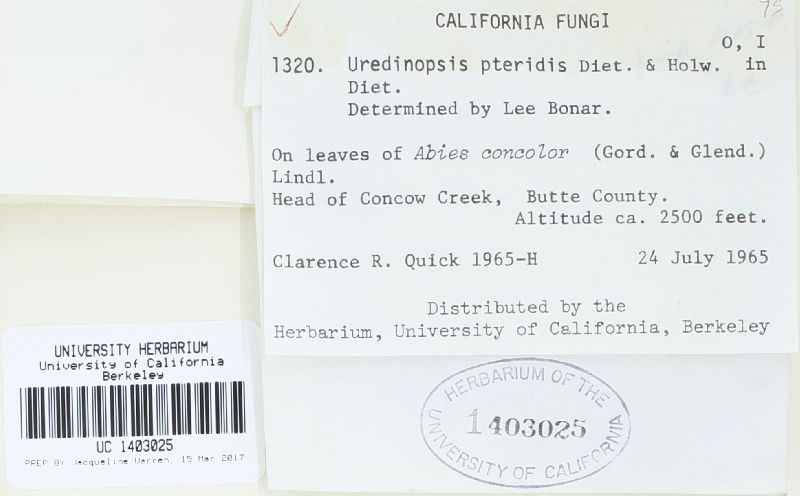 CALIFORNIA FUNGI
O, I
1320. Uredinopsis pteridis Diet. & Holw. in
Diet.
Determined by Lee Bonar.
On leaves of Abies concolor (Gord. & Glend.)
Lindl.
Head of Concow Creek, Butte County.
Altitude ca. 2500 feet.
Clarence R. Quick 1965-H 24 July 1965
Distributed by the
Herbarium, University of California, Berkeley
UNIVERSITY HERBARIUM
University of California
Berkeley
UC 1403025
PREP BY Jacqueline Warren, 15 Mar 2017
HERBARIUM OF THE
1403025
UNIVERSITY OF CALIFORNIA